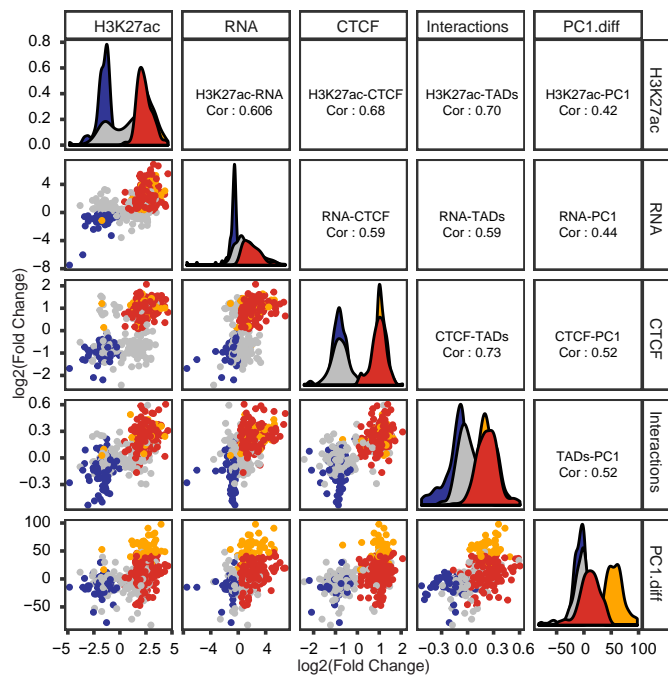 H3K27ac RNA CTCF Interactions PC1.diff
0.8
0.6
0.4
0.2
0.0
H3K27ac-RNA
Cor : 0.606
H3K27ac-CTCF
Cor : 0.68
H3K27ac-TADs
Cor : 0.70
H3K27ac-PC1
Cor : 0.42
H3K27ac
4
0
−4
−8
RNA-CTCF
Cor : 0.59
RNA-TADs
Cor : 0.59
RNA-PC1
Cor : 0.44
RNA
log2(Fold Change)
2
1
0
−1
−2
CTCF-TADs
Cor : 0.73
CTCF-PC1
Cor : 0.52
CTCF
0.6
0.3
0.0
−0.3
TADs-PC1
Cor : 0.52
Interactions
100
50
0
−50
PC1.diff
−5 −2.5 0 2.5 5
−4 0 4
−2 −1 0 1 2
−0.3 0.3 0.6
−50 0 50 100
log2(Fold Change)